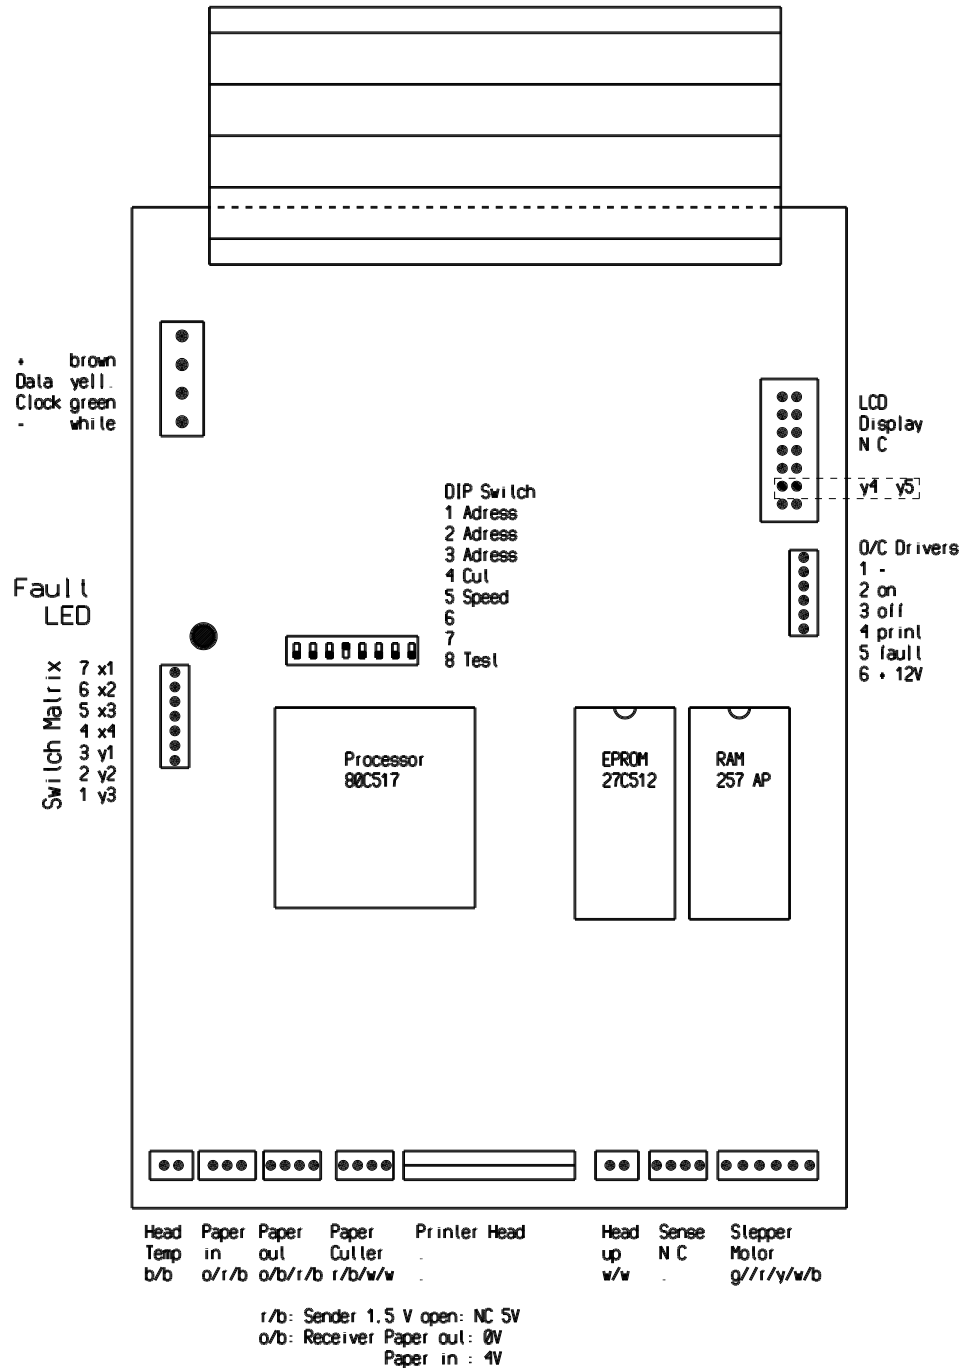 + brown
Data yell.
Clock green
- white
LCD
Display
N C
y4 y5
DIP Switch
1 Adress
2 Adress
3 Adress
4 Cut
5 Speed
6
7
8 Test
O/C Drivers
1 -
2 on
3 off
4 print
5 fault
6 + 12V
Fault
LED
Switch Matrix
7 x1
6 x2
5 x3
4 x4
3 y1
2 y2
1 y3
Processor
80C517
EPROM
27C512
RAM
257 AP
Head
Temp
b/b
Paper
in
o/r/b
Paper
out
o/b/r/b
Paper
Cutter
r/b/w/w
Printer Head
.
.
Head
up
w/w
Sense
N C
.
Stepper
Motor
g//r/y/w/b
r/b: Sender 1.5 V open: NC 5V
o/b: Receiver Paper out: 0V
Paper in : 4V